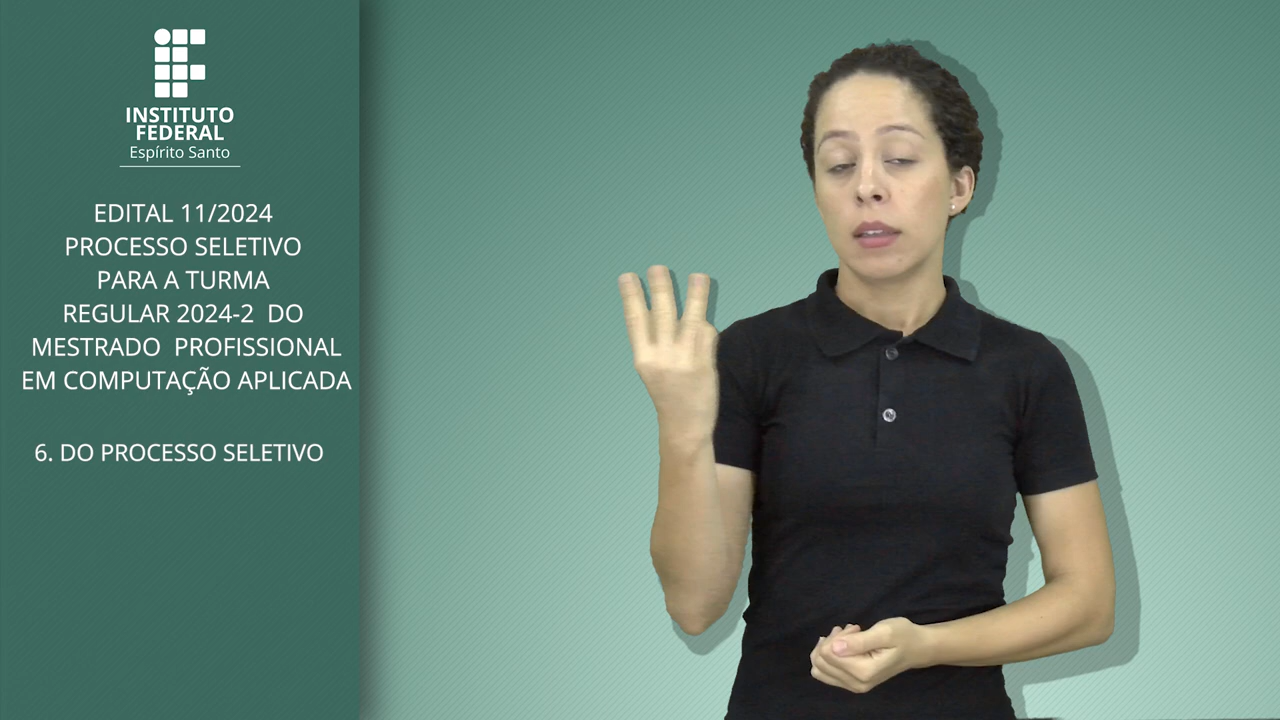 INSTITUTO
FEDERAL
Espírito Santo
EDITAL 11/2024
PROCESSO SELETIVO
PARA A TURMA
REGULAR 2024-2 DO
MESTRADO PROFISSIONAL
EM COMPUTAÇÃO APLICADA
6. DO PROCESSO SELETIVO